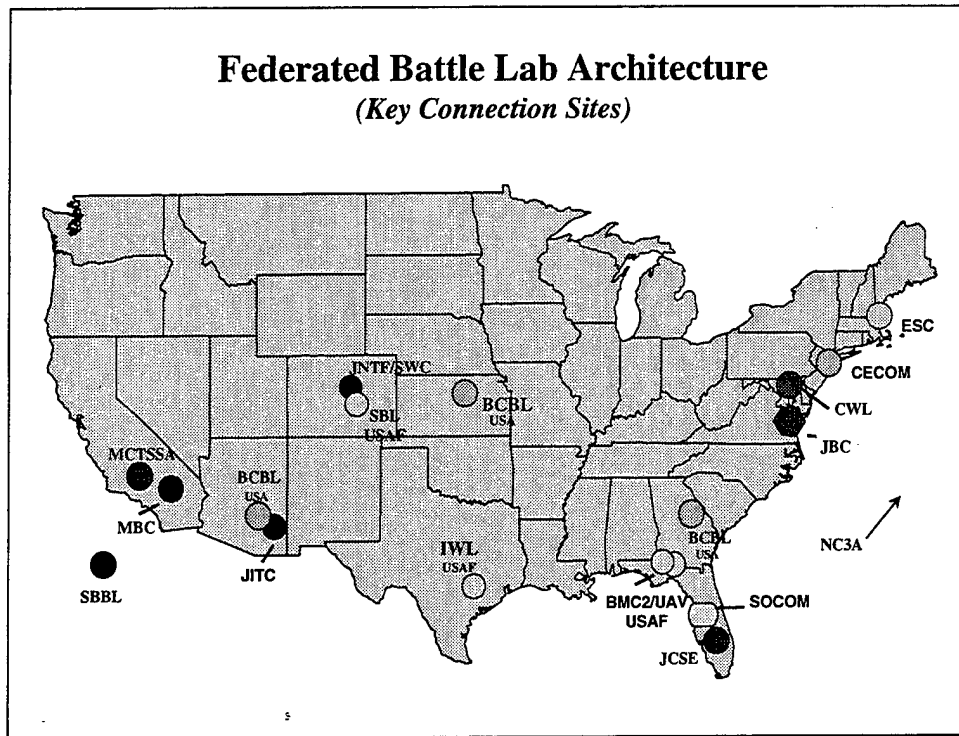 Federated Battle Lab Architecture
(Key Connection Sites)
ESC
CECOM
JNTF/SWC
CWL
SBL
USAF
BCBL
USA
JBC
MCTSSA
BCBL
USA
MBC
JITC
IWL
USAF
BCBL
USA
NC3A
SBBL
BMC2/UAV
USAF
SOCOM
JCSE
s